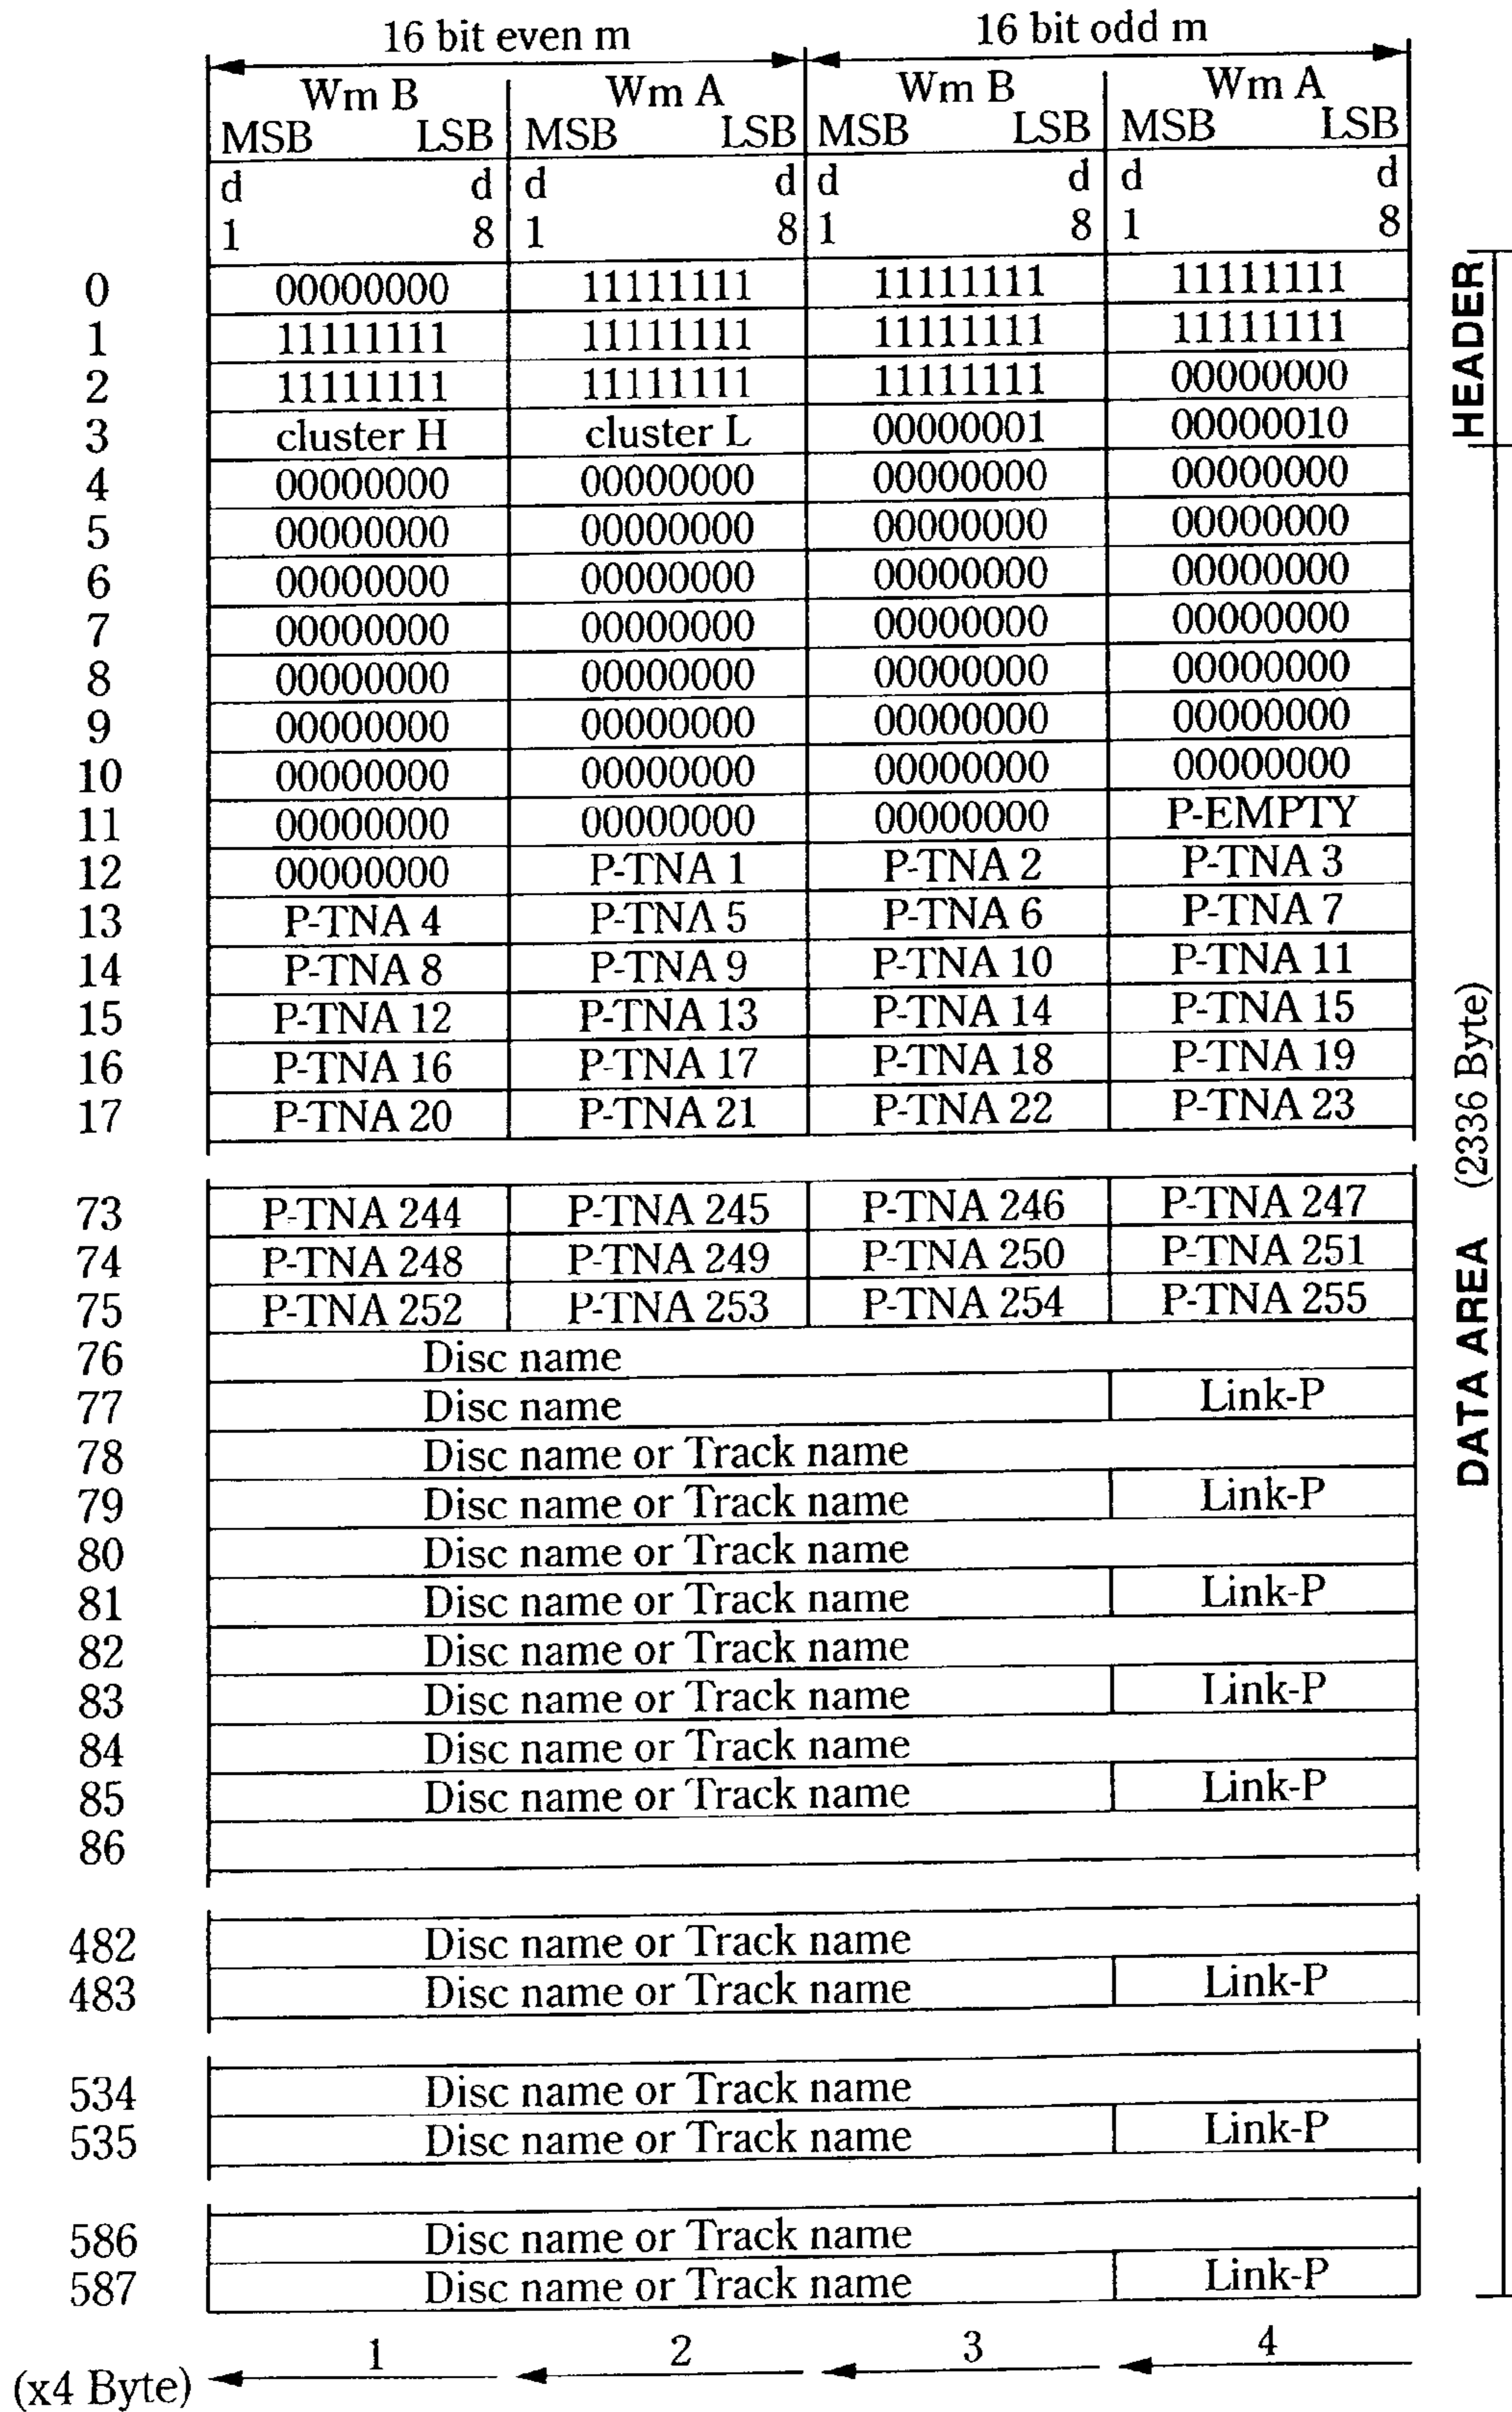 16 bit even m 16 bit odd m
Wm B Wm A Wm B Wm A
MSB LSB MSB LSB MSB LSB MSB LSB
d d d d d d d d
1 8 1 8 1 8 1 8
0 00000000 11111111 11111111 11111111
1 11111111 11111111 11111111 11111111
2 11111111 11111111 11111111 00000000
3 cluster H cluster L 00000001 00000010
4 00000000 00000000 00000000 00000000
5 00000000 00000000 00000000 00000000
6 00000000 00000000 00000000 00000000
7 00000000 00000000 00000000 00000000
8 00000000 00000000 00000000 00000000
9 00000000 00000000 00000000 00000000
10 00000000 00000000 00000000 00000000
11 00000000 00000000 00000000 P-EMPTY
12 00000000 P-TNA 1 P-TNA 2 P-TNA 3
13 P-TNA 4 P-TNA 5 P-TNA 6 P-TNA 7
14 P-TNA 8 P-TNA 9 P-TNA 10 P-TNA 11
15 P-TNA 12 P-TNA 13 P-TNA 14 P-TNA 15
16 P-TNA 16 P-TNA 17 P-TNA 18 P-TNA 19
17 P-TNA 20 P-TNA 21 P-TNA 22 P-TNA 23
73 P-TNA 244 P-TNA 245 P-TNA 246 P-TNA 247
74 P-TNA 248 P-TNA 249 P-TNA 250 P-TNA 251
75 P-TNA 252 P-TNA 253 P-TNA 254 P-TNA 255
76 Disc name
77 Disc name Link-P
78 Disc name or Track name
79 Disc name or Track name Link-P
80 Disc name or Track name
81 Disc name or Track name Link-P
82 Disc name or Track name
83 Disc name or Track name Link-P
84 Disc name or Track name
85 Disc name or Track name Link-P
86
482 Disc name or Track name
483 Disc name or Track name Link-P
534 Disc name or Track name
535 Disc name or Track name Link-P
586 Disc name or Track name
587 Disc name or Track name Link-P
(x4 Byte) 1 2 3 4
HEADER
DATA AREA (2336 Byte)